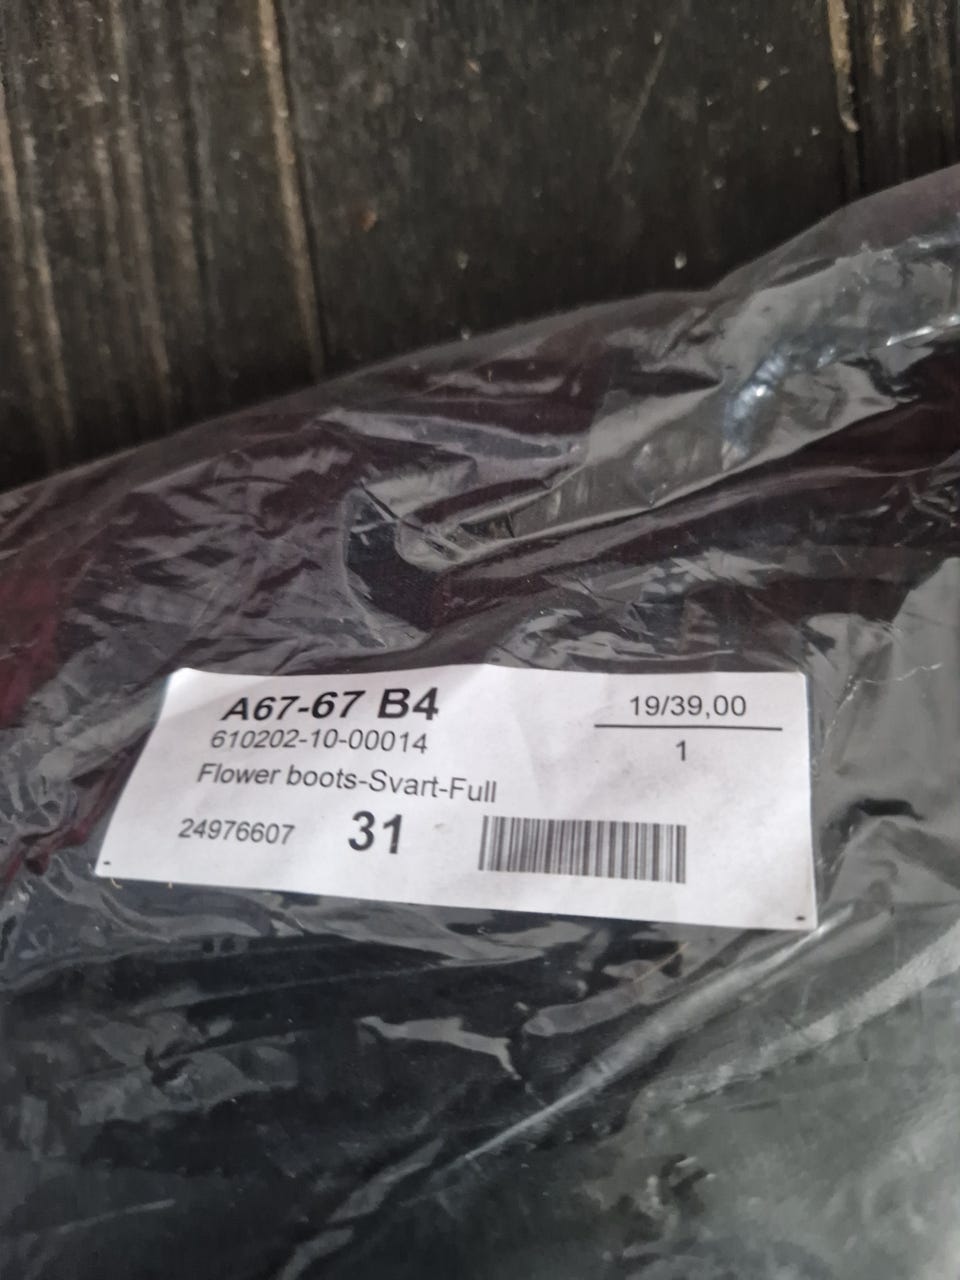 A67-67 B4
610202-10-00014
Flower boots-Svart-Full
24976607 31
19/39,00
1